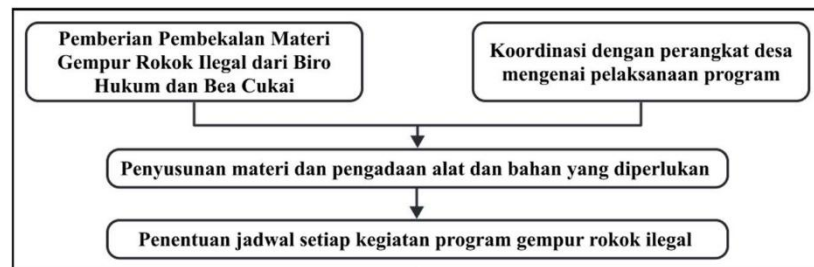 Pemberian Pembekalan Materi
Gempur Rokok Ilegal dari Biro
Hukum dan Bea Cukai
Koordinasi dengan perangkat desa
mengenai pelaksanaan program
Penyusunan materi dan pengadaan alat dan bahan yang diperlukan
Penentuan jadwal setiap kegiatan program gempur rokok ilegal